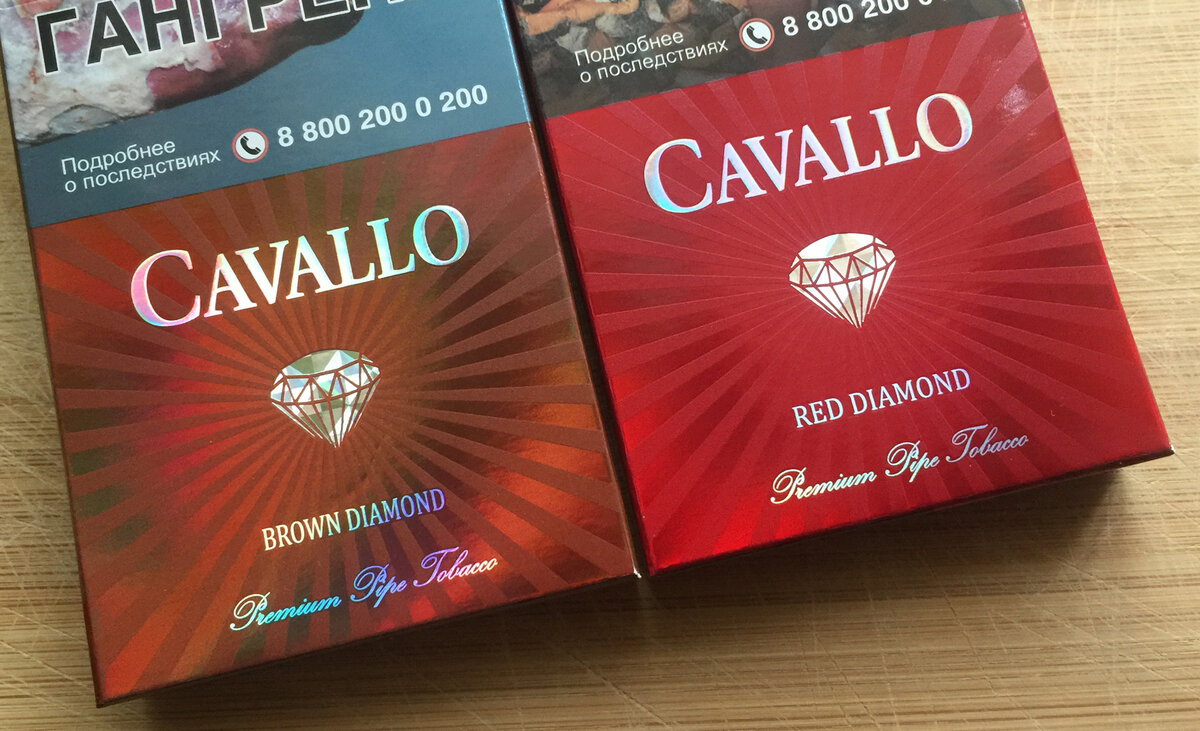 Подробнее
о последствиях
8 800 200 0 200
CAVALLO
BROWN DIAMOND
Premium Pipe Tobacco
Подробнее
о последствиях
8 800 200 0
CAVALLO
RED DIAMOND
Premium Pipe Tobacco